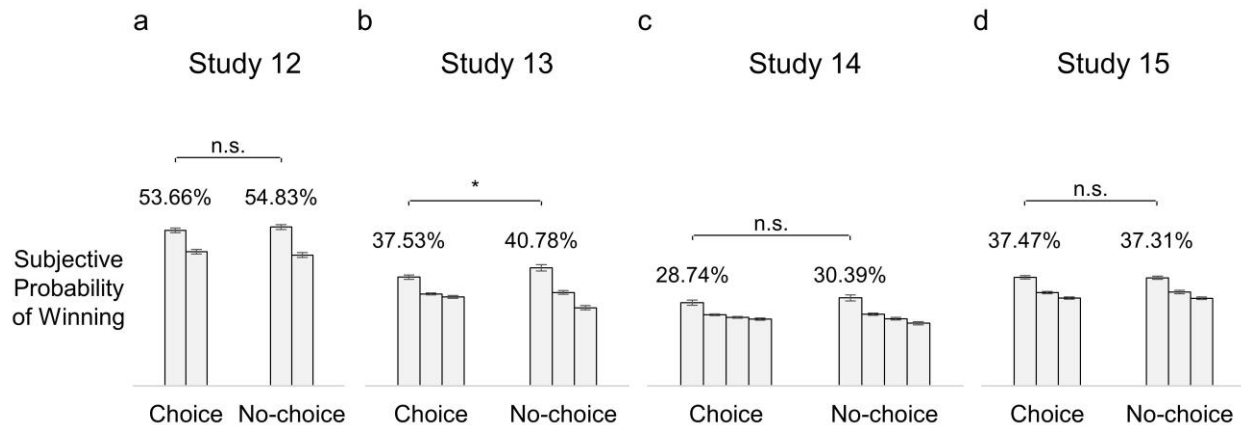 a
Study 12
n.s.
53.66% 54.83%
Choice No-choice
b
Study 13
*
37.53% 40.78%
Choice No-choice
c
Study 14
n.s.
28.74% 30.39%
Choice No-choice
d
Study 15
n.s.
37.47% 37.31%
Choice No-choice
Subjective
Probability
of Winning